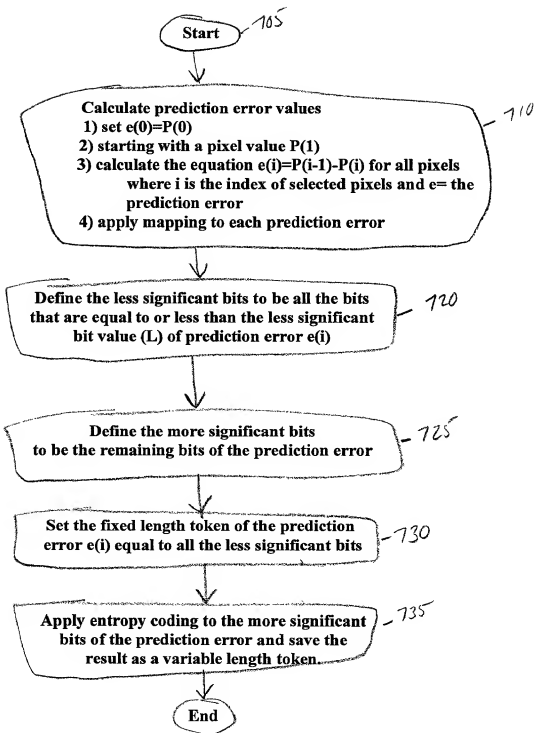 Start
705
Calculate prediction error values
1) set e(0)=P(0)
2) starting with a pixel value P(1)
3) calculate the equation e(i)=P(i-1)-P(i) for all pixels
where i is the index of selected pixels and e= the
prediction error
4) apply mapping to each prediction error
710
Define the less significant bits to be all the bits
that are equal to or less than the less significant
bit value (L) of prediction error e(i)
720
Define the more significant bits
to be the remaining bits of the prediction error
725
Set the fixed length token of the prediction
error e(i) equal to all the less significant bits
730
Apply entropy coding to the more significant
bits of the prediction error and save the
result as a variable length token.
735
End